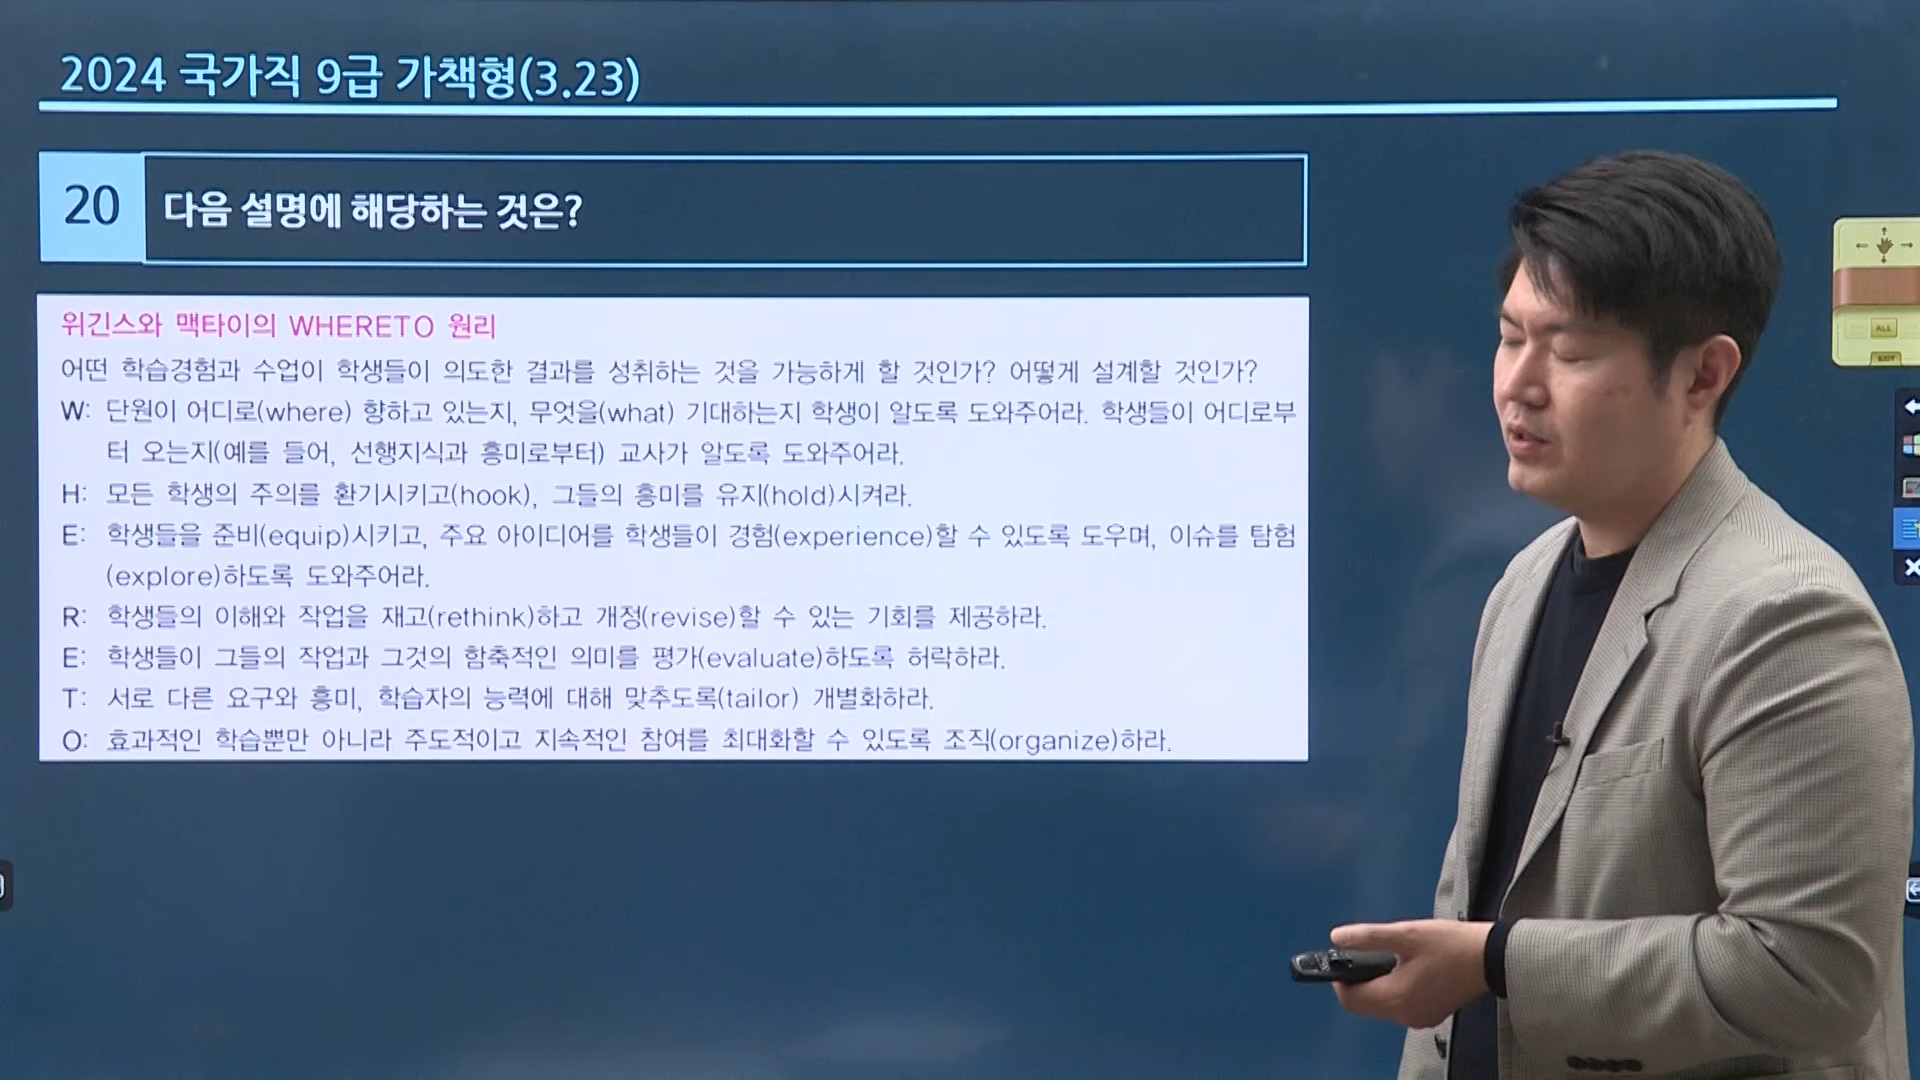 2024 국가직 9급 가책형(3.23)
20
다음 설명에 해당하는 것은?
위긴스와 맥타이의 WHERETO 원리
어떤 학습경험과 수업이 학생들이 의도한 결과를 성취하는 것을 가능하게 할 것인가? 어떻게 설계할 것인가?
W: 단원이 어디로(where) 향하고 있는지, 무엇을(what) 기대하는지 학생이 알도록 도와주어라. 학생들이 어디로부
터 오는지(예를 들어, 선행지식과 흥미로부터) 교사가 알도록 도와주어라.
H: 모든 학생의 주의를 환기시키고(hook), 그들의 흥미를 유지(hold)시켜라.
E: 학생들을 준비(equip)시키고, 주요 아이디어를 학생들이 경험(experience)할 수 있도록 도우며, 이슈를 탐험
(explore)하도록 도와주어라.
R: 학생들의 이해와 작업을 재고(rethink)하고 개정(revise)할 수 있는 기회를 제공하라.
E: 학생들이 그들의 작업과 그것의 함축적인 의미를 평가(evaluate)하도록 허락하라.
T: 서로 다른 요구와 흥미, 학습자의 능력에 대해 맞추도록(tailor) 개별화하라.
O: 효과적인 학습뿐만 아니라 주도적이고 지속적인 참여를 최대화할 수 있도록 조직(organize)하라.
ALL
EXIT